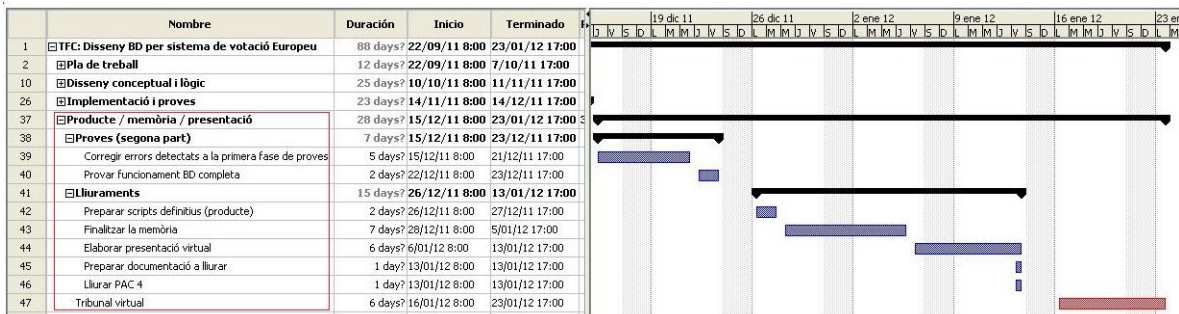 Nombre Duración Inicio Terminado
19 dic 11 26 dic 11 2 ene 12 9 ene 12 16 ene 12 23 en
J V S D L M M J V S D L M M J V S D L M M J V S D L M M J V S D L M M J V S D L M
1 TFC: Disseny BD per sistema de votació Europeu 88 days? 22/09/11 8:00 23/01/12 17:00
2 Pla de treball 12 days? 22/09/11 8:00 7/10/11 17:00
10 Disseny conceptual i lògic 25 days? 10/10/11 8:00 11/11/11 17:00
26 Implementació i proves 23 days? 14/11/11 8:00 14/12/11 17:00
37 Producte / memòria / presentació 28 days? 15/12/11 8:00 23/01/12 17:00 3
38 Proves (segona part) 7 days? 15/12/11 8:00 23/12/11 17:00
39 Corregir errors detectats a la primera fase de proves 5 days? 15/12/11 8:00 21/12/11 17:00
40 Provar funcionament BD completa 2 days? 22/12/11 8:00 23/12/11 17:00
41 Lliuraments 15 days? 26/12/11 8:00 13/01/12 17:00
42 Preparar scripts definitius (producte) 2 days? 26/12/11 8:00 27/12/11 17:00
43 Finalitzar la memòria 7 days? 28/12/11 8:00 5/01/12 17:00
44 Elaborar presentació virtual 6 days? 6/01/12 8:00 13/01/12 17:00
45 Preparar documentació a lliurar 1 day? 13/01/12 8:00 13/01/12 17:00
46 Lliurar PAC 4 1 day? 13/01/12 8:00 13/01/12 17:00
47 Tribunal virtual 6 days? 16/01/12 8:00 23/01/12 17:00